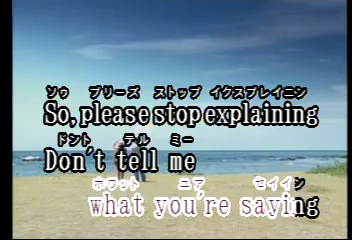 ソゥ プリーズ ストップ イクスプレイニン
So, please stop explaining
ドント テル ミー
Don't tell me
ホヮット ユア セイイン
what you're saying